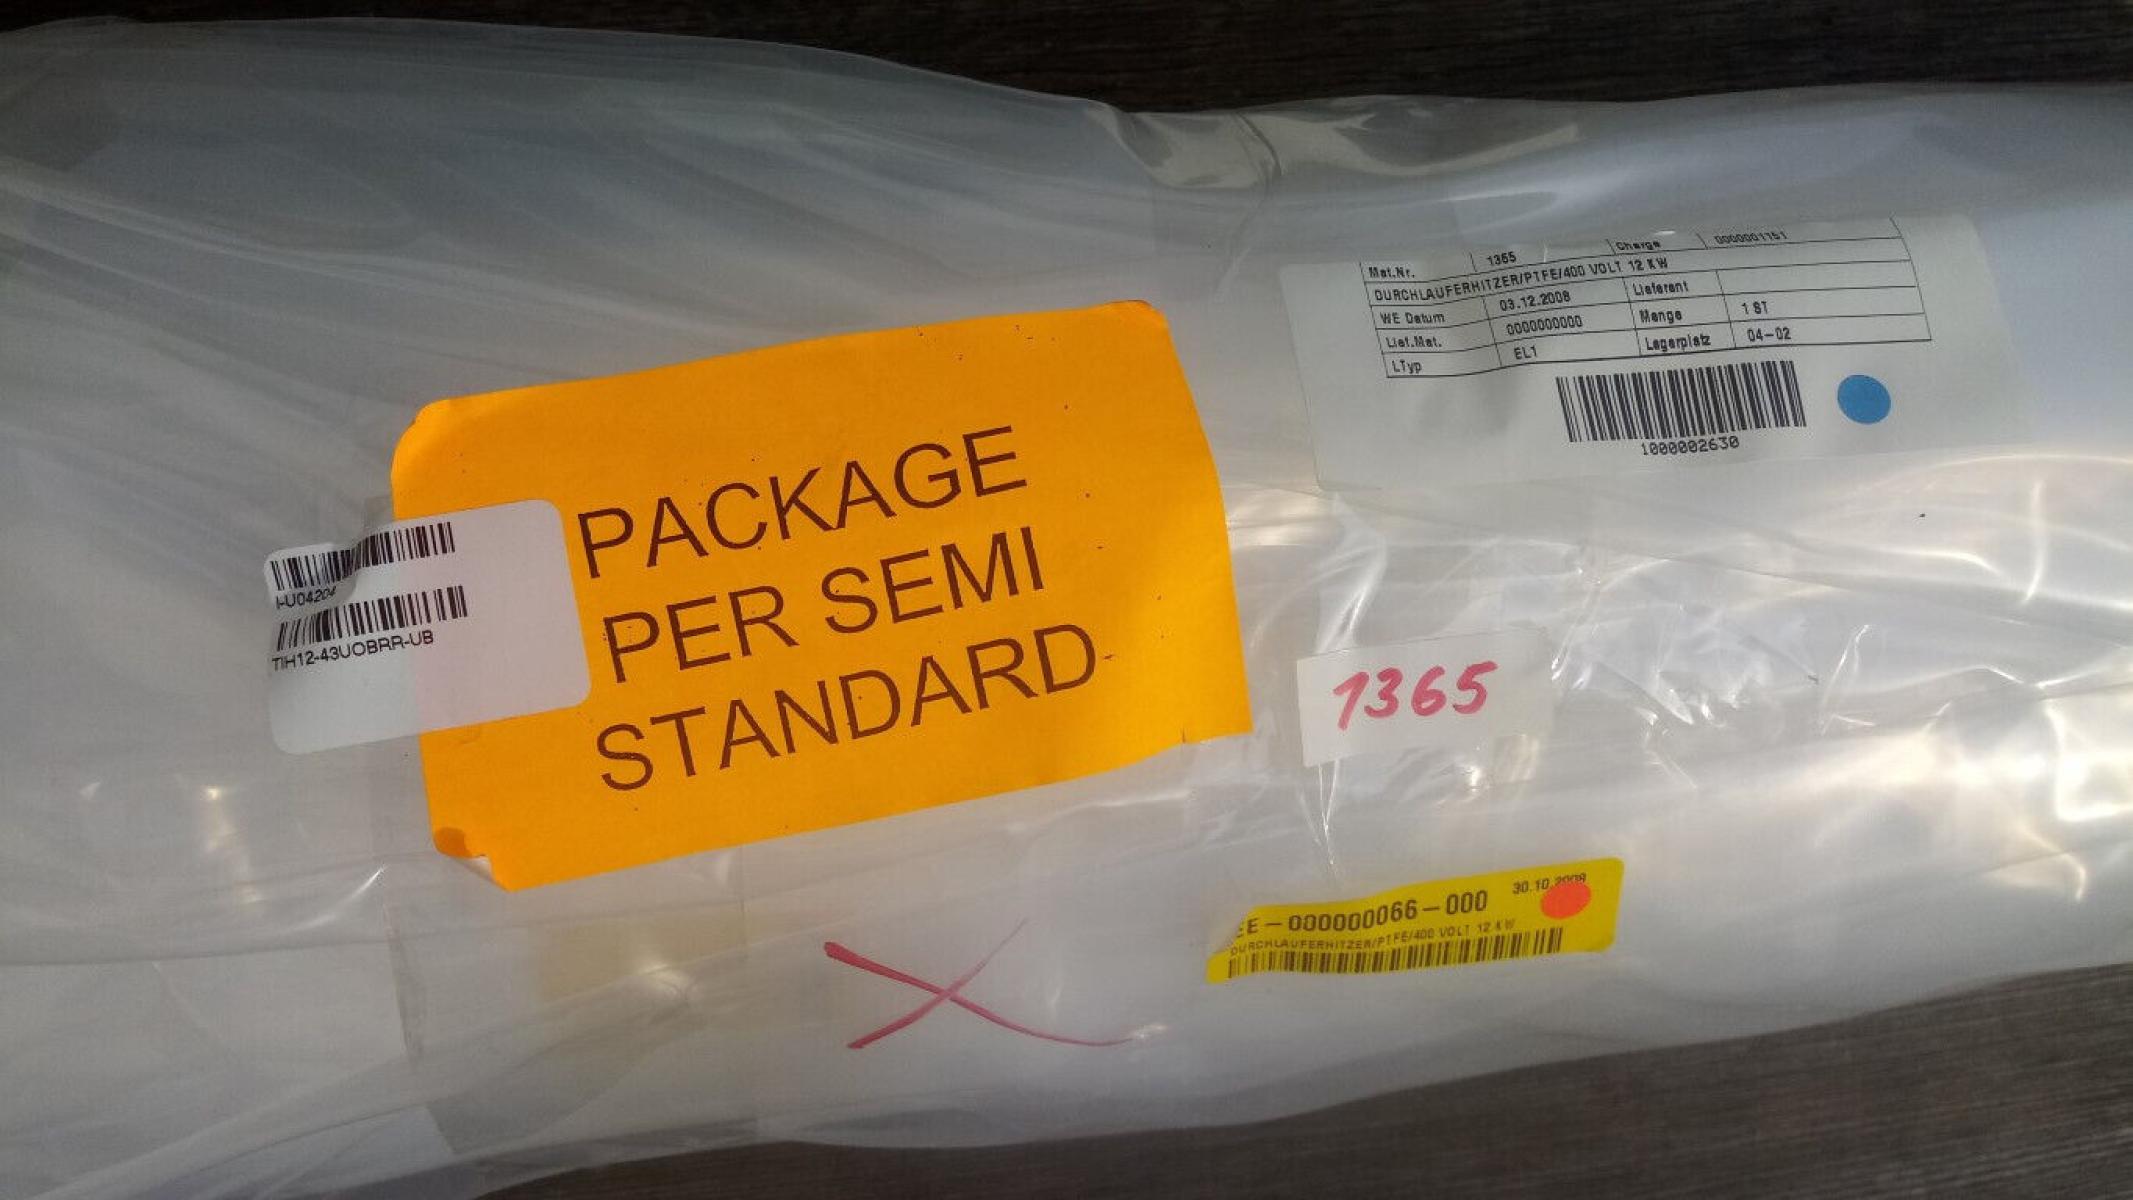 Mat.Nr. 1365 Charge 0000001151
DURCHLAUFERHITZER/PTFE/400 VOLT 12 KW
WE Datum 03.12.2008 Lieferant
Lief.Mat. 0000000000 Menge 1 ST
LTyp EL1 Lagerplatz 04-02
1000002630
PACKAGE
PER SEMI
STANDARD
I-U04204
TIH12-43UOBRR-UB
1365
EE-000000066-000 30.10.2008
DURCHLAUFERHITZER/PTFE/400 VOLT 12 KW